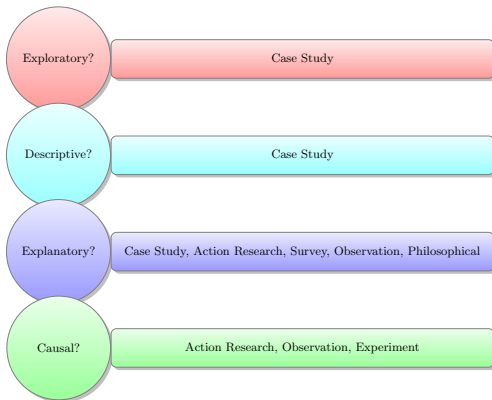 Exploratory? Case Study
Descriptive? Case Study
Explanatory? Case Study, Action Research, Survey, Observation, Philosophical
Causal? Action Research, Observation, Experiment